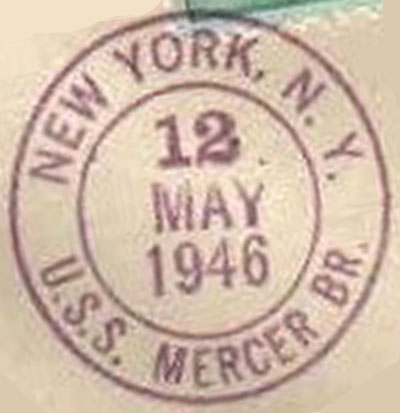 NEW YORK, N. Y.
12
MAY
1946
U.S.S. MERCER BR.